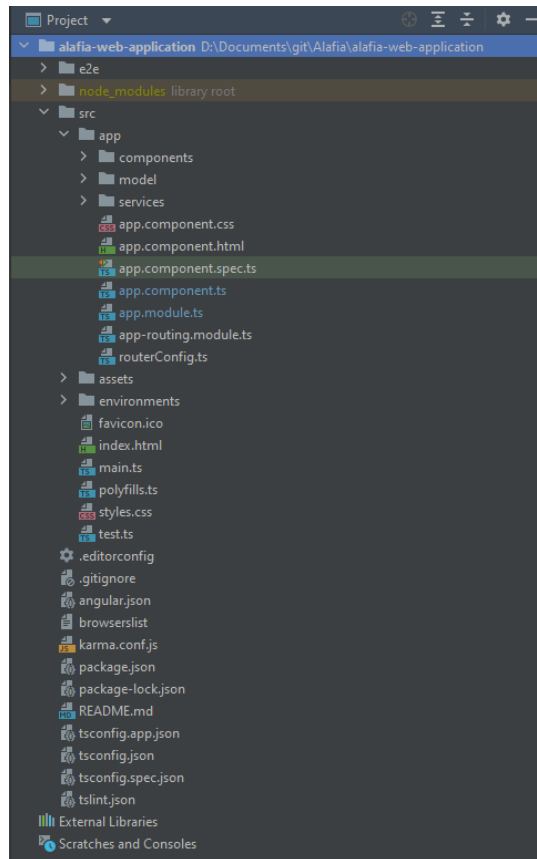 Project
alafia-web-application D:\Documents\git\Alafia\alafia-web-application
e2e
node_modules library root
src
app
components
model
services
app.component.css
app.component.html
app.component.spec.ts
app.component.ts
app.module.ts
app-routing.module.ts
routerConfig.ts
assets
environments
favicon.ico
index.html
main.ts
polyfills.ts
styles.css
test.ts
.editorconfig
.gitignore
angular.json
browserslist
karma.conf.js
package.json
package-lock.json
README.md
tsconfig.app.json
tsconfig.json
tsconfig.spec.json
tslint.json
External Libraries
Scratches and Consoles